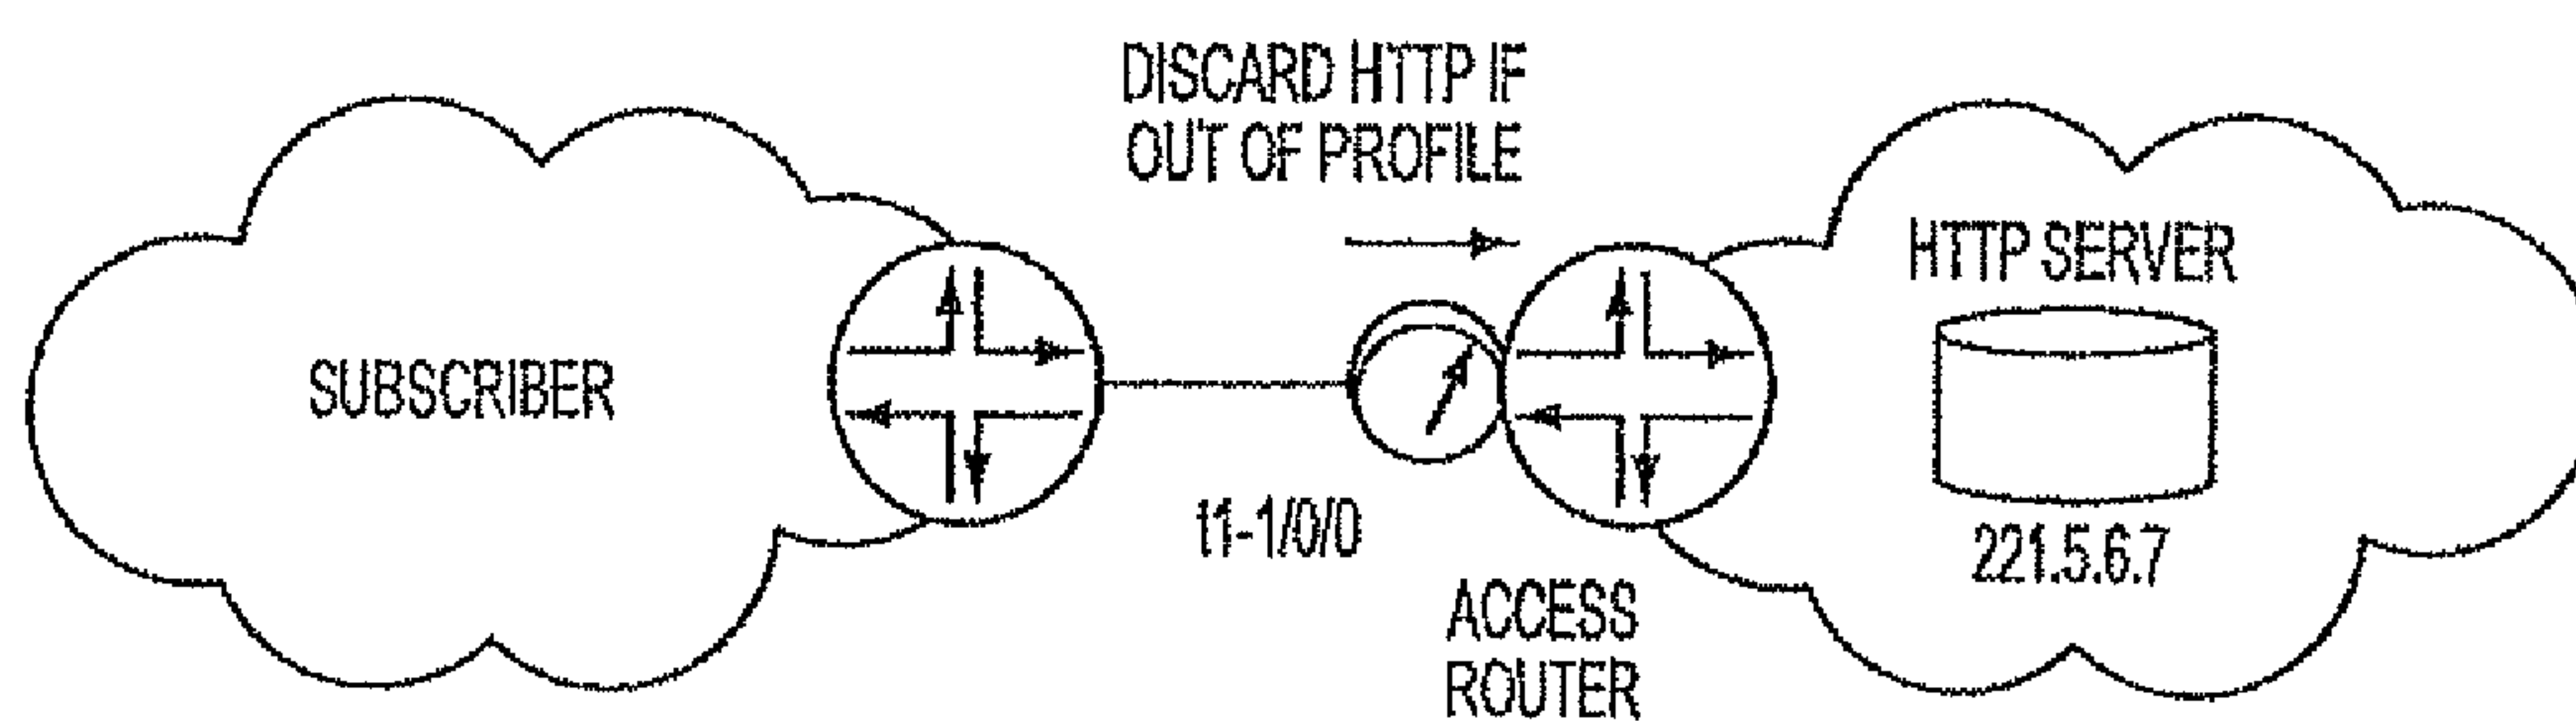 DISCARD HTTP IF
OUT OF PROFILE
SUBSCRIBER
t1-1/0/0
ACCESS
ROUTER
HTTP SERVER
221.5.6.7